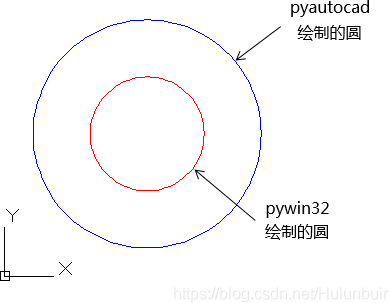 pyautocad
绘制的圆
pywin32
绘制的圆
Y
X
https://blog.csdn.net/Hulunbuir